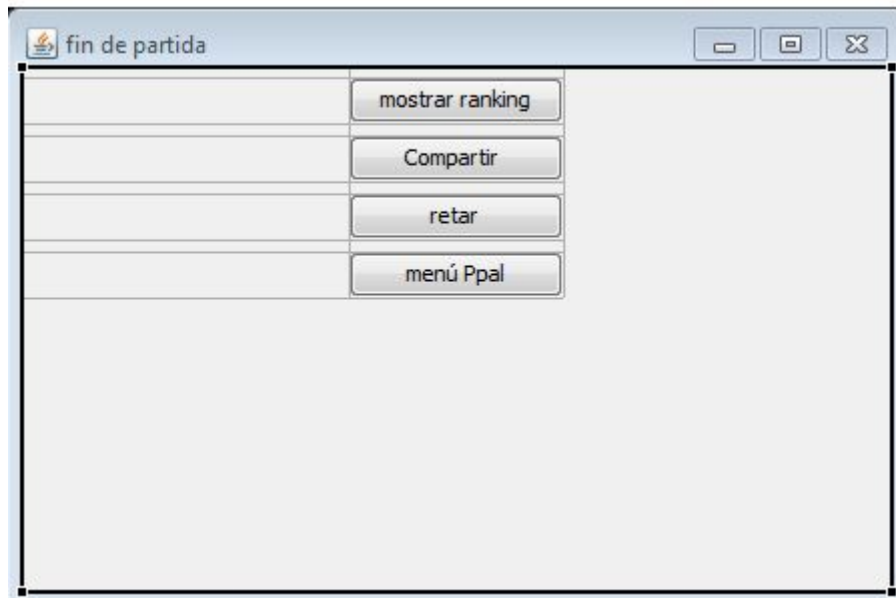 fin de partida
mostrar ranking
Compartir
retar
menú Ppal